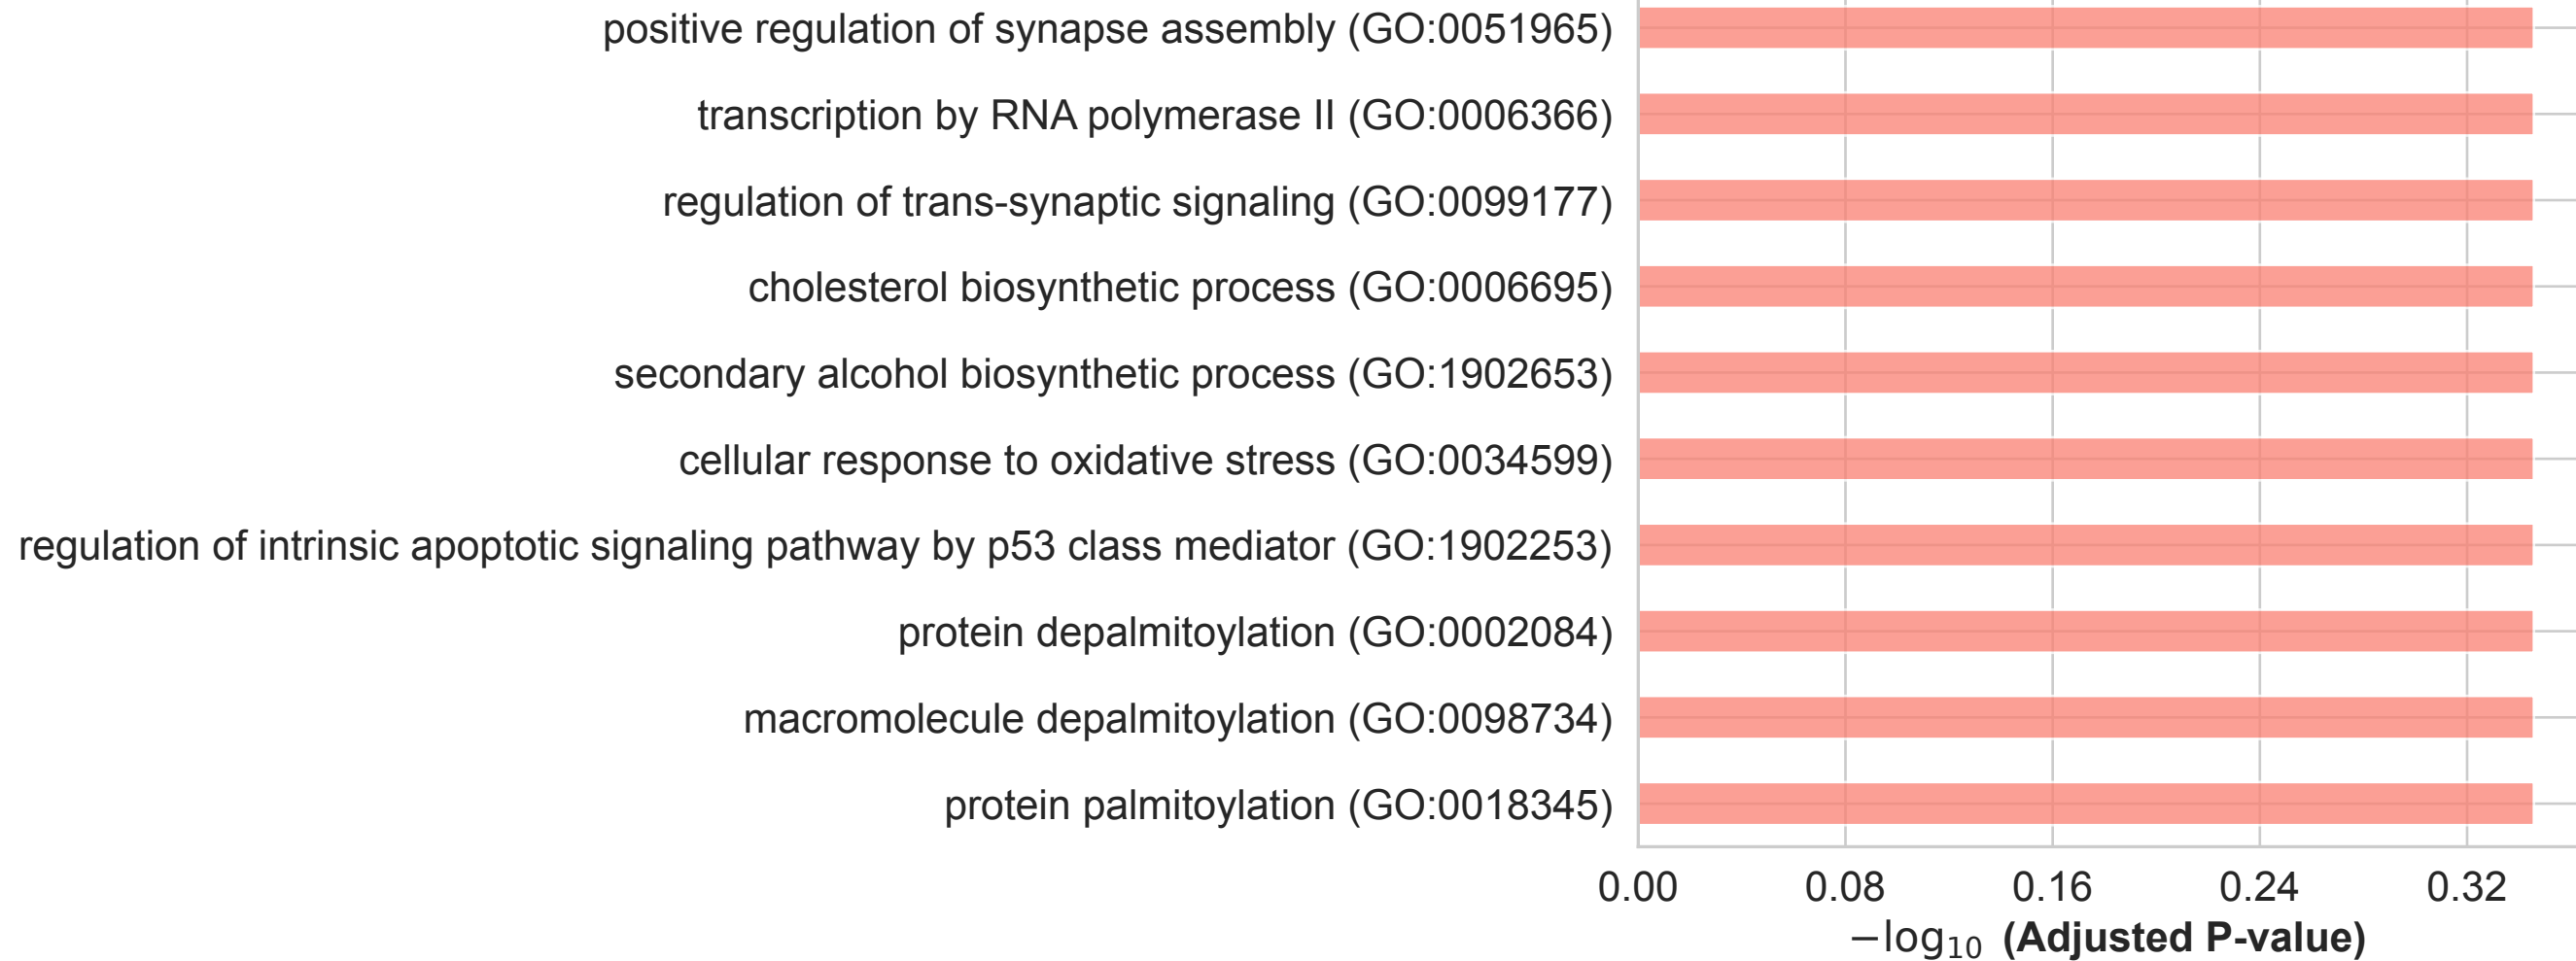 positive regulation of synapse assembly (GO:0051965)
transcription by RNA polymerase II (GO:0006366)
regulation of trans-synaptic signaling (GO:0099177)
cholesterol biosynthetic process (GO:0006695)
secondary alcohol biosynthetic process (GO:1902653)
cellular response to oxidative stress (GO:0034599)
regulation of intrinsic apoptotic signaling pathway by p53 class mediator (GO:1902253)
protein depalmitoylation (GO:0002084)
macromolecule depalmitoylation (GO:0098734)
protein palmitoylation (GO:0018345)
0.00 0.08 0.16 0.24 0.32
−log₁₀ (Adjusted P-value)